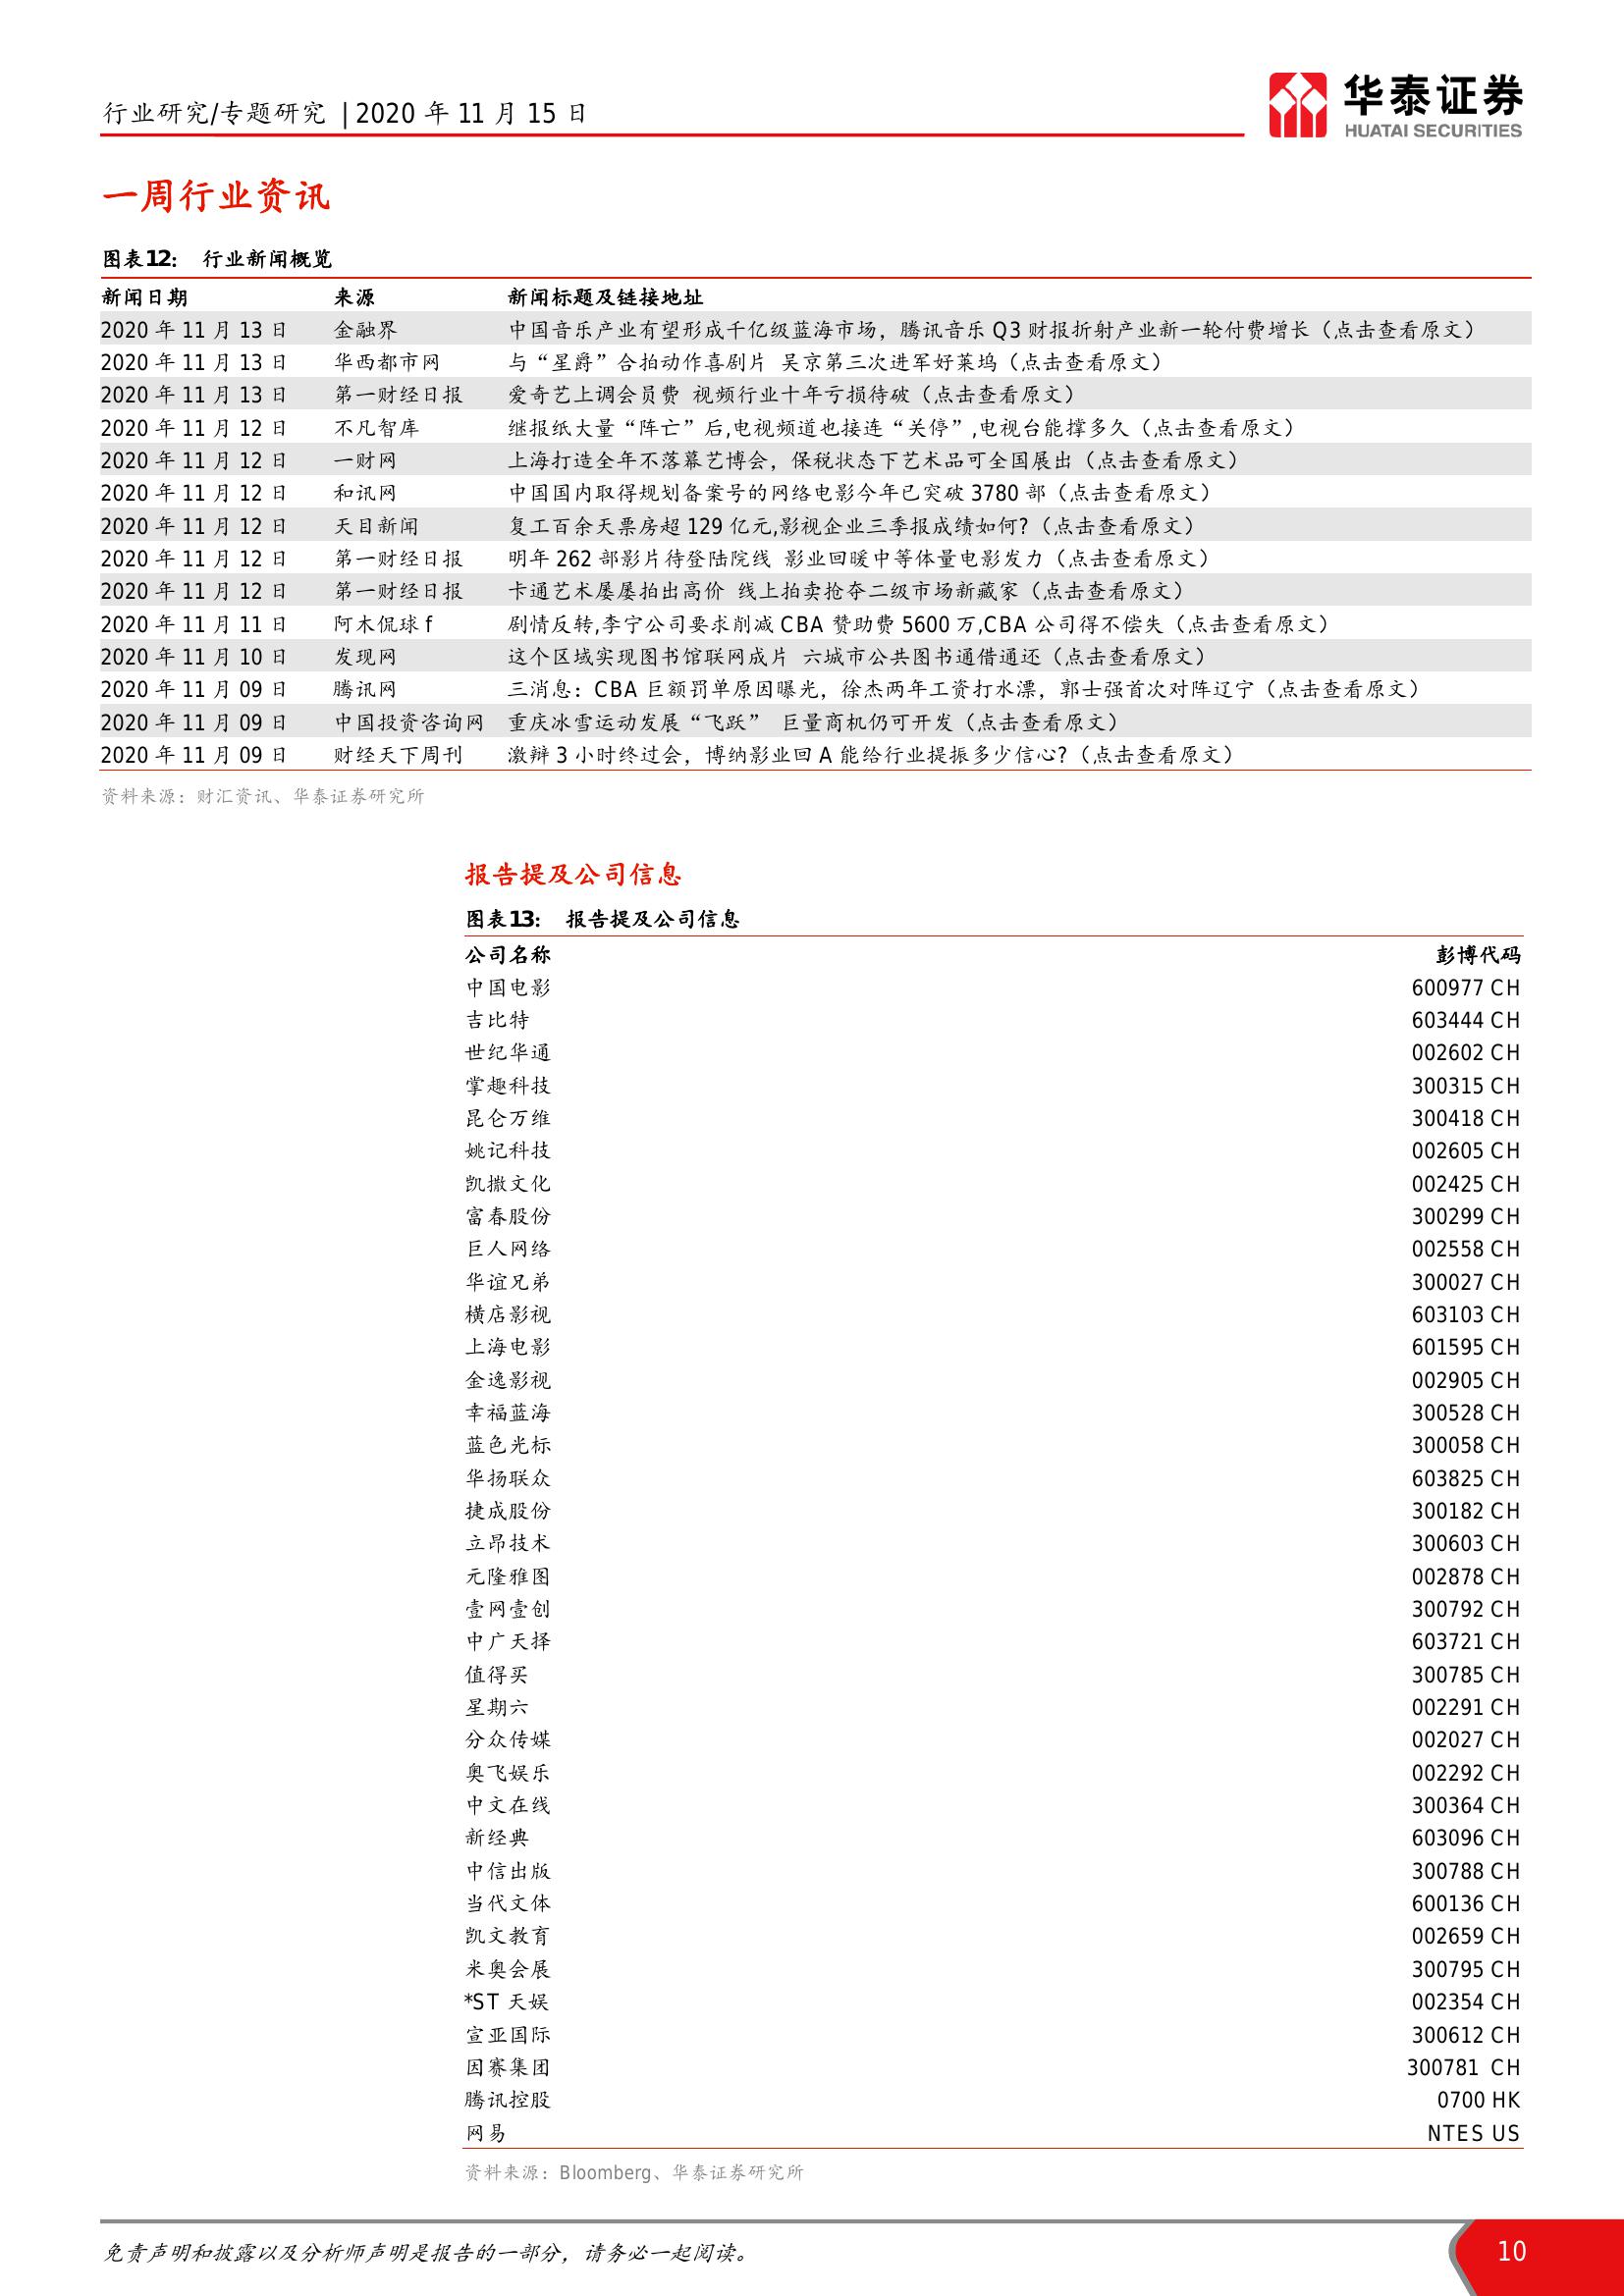 行业研究/专题研究 | 2020 年 11 月 15 日
华泰证券
HUATAI SECURITIES
一周行业资讯
图表12： 行业新闻概览
新闻日期 来源 新闻标题及链接地址
2020 年 11 月 13 日 金融界 中国音乐产业有望形成千亿级蓝海市场，腾讯音乐 Q3 财报折射产业新一轮付费增长（点击查看原文）
2020 年 11 月 13 日 华西都市网 与“星爵”合拍动作喜剧片 吴京第三次进军好莱坞（点击查看原文）
2020 年 11 月 13 日 第一财经日报 爱奇艺上调会员费 视频行业十年亏损待破（点击查看原文）
2020 年 11 月 12 日 不凡智库 继报纸大量“阵亡”后,电视频道也接连“关停”,电视台能撑多久（点击查看原文）
2020 年 11 月 12 日 一财网 上海打造全年不落幕艺博会，保税状态下艺术品可全国展出（点击查看原文）
2020 年 11 月 12 日 和讯网 中国国内取得规划备案号的网络电影今年已突破 3780 部（点击查看原文）
2020 年 11 月 12 日 天目新闻 复工百余天票房超 129 亿元,影视企业三季报成绩如何?（点击查看原文）
2020 年 11 月 12 日 第一财经日报 明年 262 部影片待登陆院线 影业回暖中等体量电影发力（点击查看原文）
2020 年 11 月 12 日 第一财经日报 卡通艺术屡屡拍出高价 线上拍卖抢夺二级市场新藏家（点击查看原文）
2020 年 11 月 11 日 阿木侃球 f 剧情反转,李宁公司要求削减 CBA 赞助费 5600 万,CBA 公司得不偿失（点击查看原文）
2020 年 11 月 10 日 发现网 这个区域实现图书馆联网成片 六城市公共图书通借通还（点击查看原文）
2020 年 11 月 09 日 腾讯网 三消息：CBA 巨额罚单原因曝光，徐杰两年工资打水漂，郭士强首次对阵辽宁（点击查看原文）
2020 年 11 月 09 日 中国投资咨询网 重庆冰雪运动发展“飞跃” 巨量商机仍可开发（点击查看原文）
2020 年 11 月 09 日 财经天下周刊 激辩 3 小时终过会，博纳影业回 A 能给行业提振多少信心?（点击查看原文）
资料来源：财汇资讯、华泰证券研究所
报告提及公司信息
图表13： 报告提及公司信息
公司名称 彭博代码
中国电影 600977 CH
吉比特 603444 CH
世纪华通 002602 CH
掌趣科技 300315 CH
昆仑万维 300418 CH
姚记科技 002605 CH
凯撒文化 002425 CH
富春股份 300299 CH
巨人网络 002558 CH
华谊兄弟 300027 CH
横店影视 603103 CH
上海电影 601595 CH
金逸影视 002905 CH
幸福蓝海 300528 CH
蓝色光标 300058 CH
华扬联众 603825 CH
捷成股份 300182 CH
立昂技术 300603 CH
元隆雅图 002878 CH
壹网壹创 300792 CH
中广天择 603721 CH
值得买 300785 CH
星期六 002291 CH
分众传媒 002027 CH
奥飞娱乐 002292 CH
中文在线 300364 CH
新经典 603096 CH
中信出版 300788 CH
当代文体 600136 CH
凯文教育 002659 CH
米奥会展 300795 CH
*ST 天娱 002354 CH
宣亚国际 300612 CH
因赛集团 300781 CH
腾讯控股 0700 HK
网易 NTES US
资料来源：Bloomberg、华泰证券研究所
免责声明和披露以及分析师声明是报告的一部分，请务必一起阅读。
10